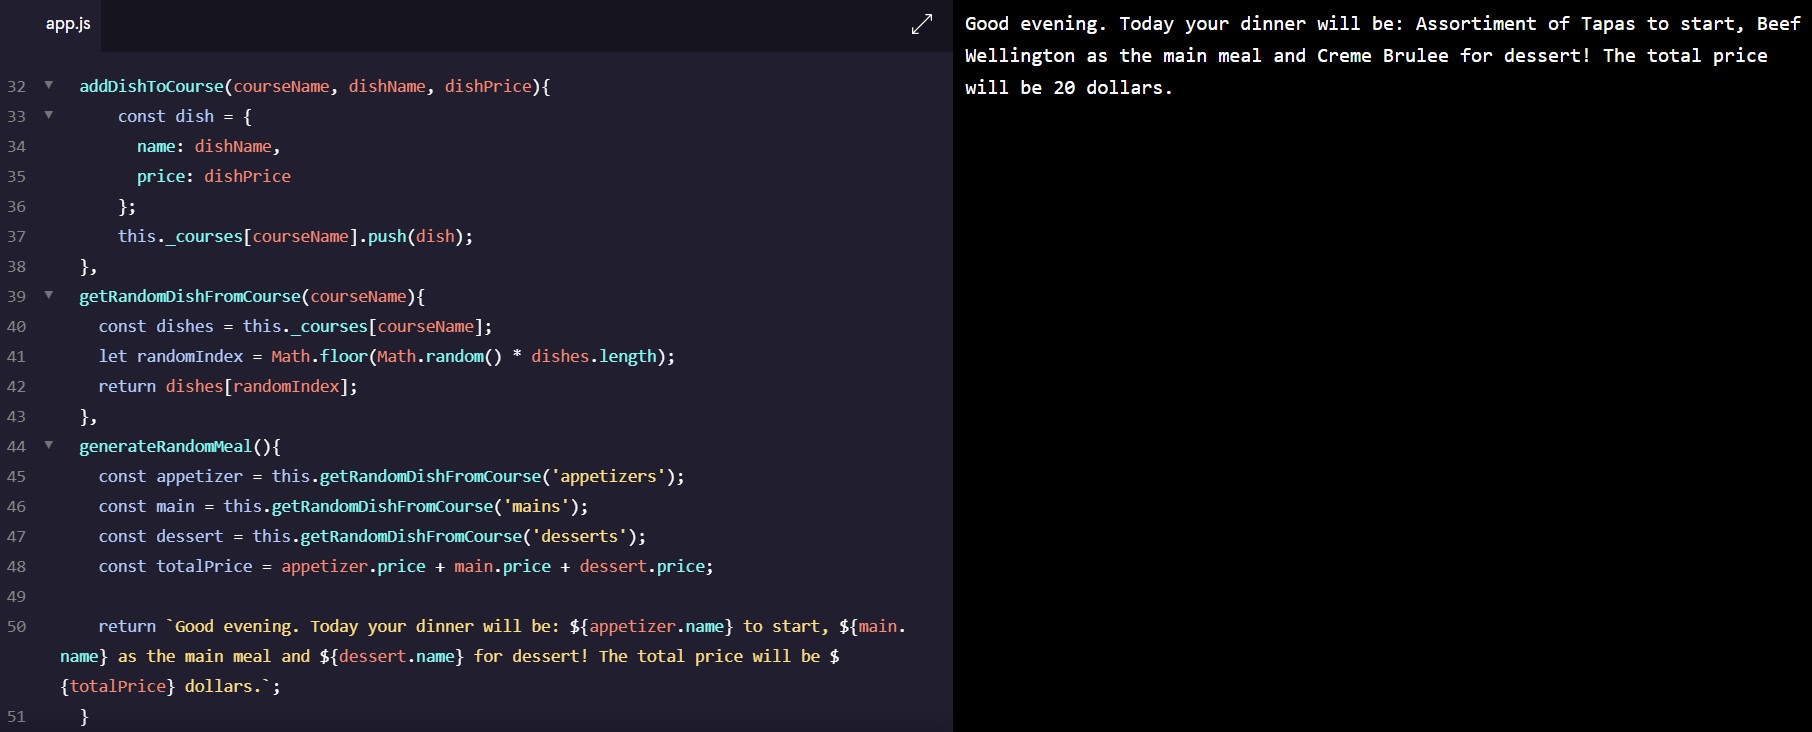 app.js
32 ▼ addDishToCourse(courseName, dishName, dishPrice){
33 ▼ const dish = {
34 name: dishName,
35 price: dishPrice
36 };
37 this._courses[courseName].push(dish);
38 },
39 ▼ getRandomDishFromCourse(courseName){
40 const dishes = this._courses[courseName];
41 let randomIndex = Math.floor(Math.random() * dishes.length);
42 return dishes[randomIndex];
43 },
44 ▼ generateRandomMeal(){
45 const appetizer = this.getRandomDishFromCourse('appetizers');
46 const main = this.getRandomDishFromCourse('mains');
47 const dessert = this.getRandomDishFromCourse('desserts');
48 const totalPrice = appetizer.price + main.price + dessert.price;
49
50 return `Good evening. Today your dinner will be: ${appetizer.name} to start, ${main.
name} as the main meal and ${dessert.name} for dessert! The total price will be $
{totalPrice} dollars.`;
51 }
Good evening. Today your dinner will be: Assortiment of Tapas to start, Beef
Wellington as the main meal and Creme Brulee for dessert! The total price
will be 20 dollars.